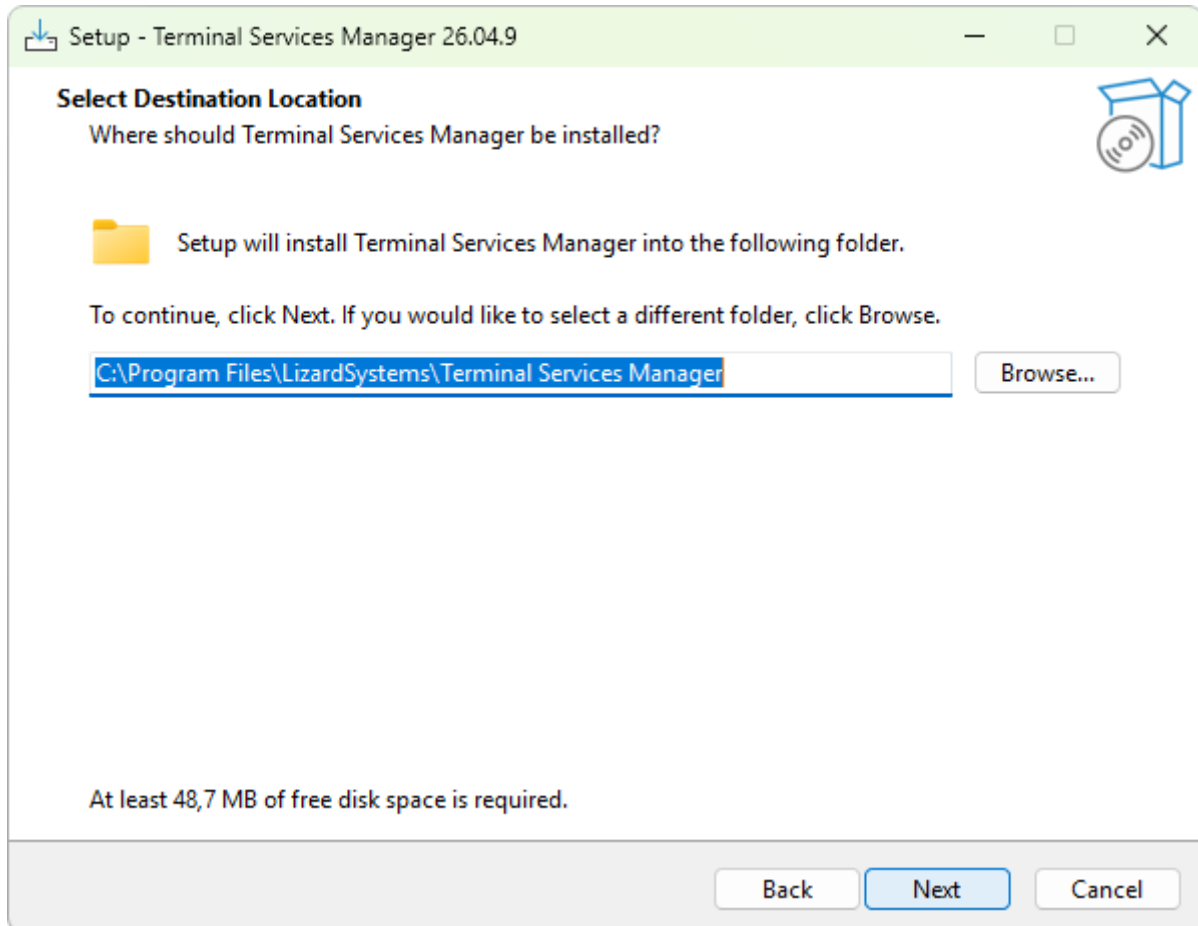 Setup - Terminal Services Manager 26.04.9
Select Destination Location
Where should Terminal Services Manager be installed?
Setup will install Terminal Services Manager into the following folder.
To continue, click Next. If you would like to select a different folder, click Browse.
C:\Program Files\LizardSystems\Terminal Services Manager
Browse...
At least 48,7 MB of free disk space is required.
Back
Next
Cancel